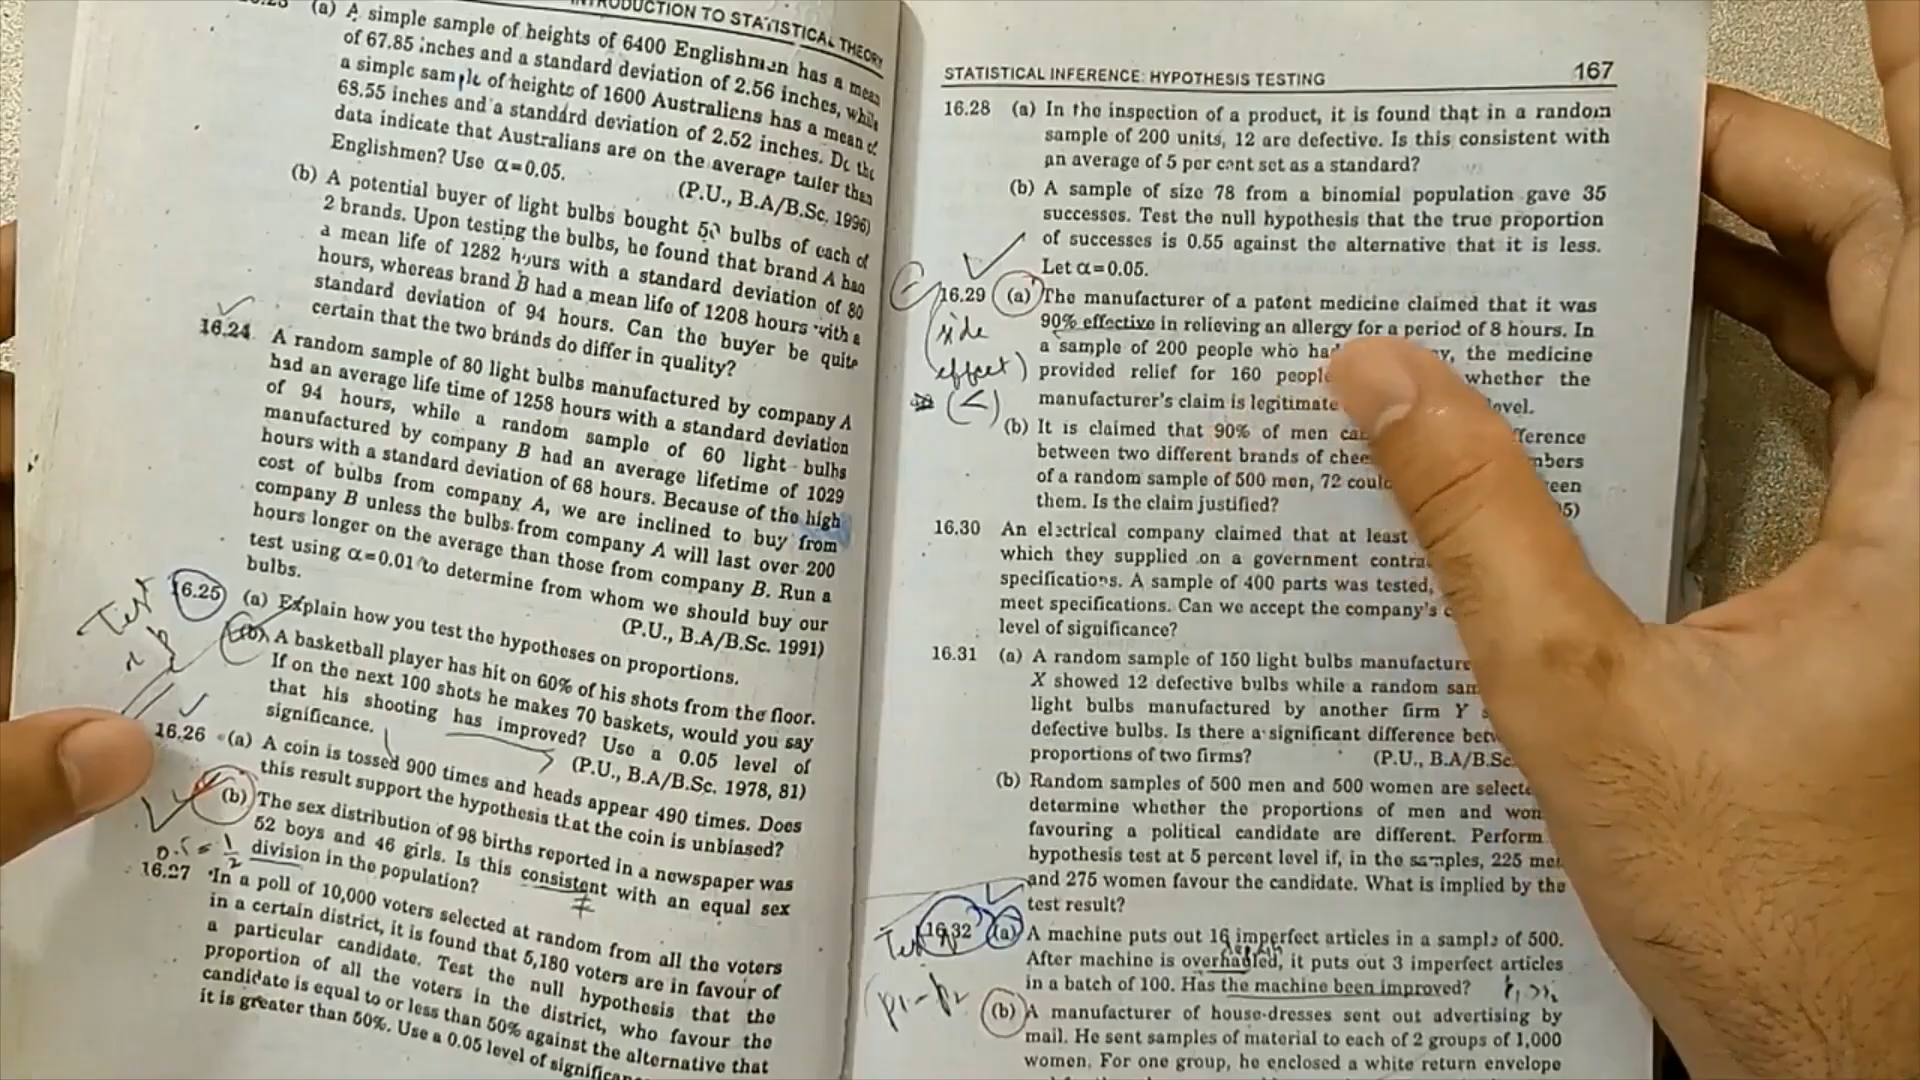 INTRODUCTION TO STATISTICAL THEORY
(a) A simple sample of heights of 6400 Englishmen has a mean
of 67.85 inches and a standard deviation of 2.56 inches, while
a simple sample of heights of 1600 Australiens has a mean of
68.55 inches and a standard deviation of 2.52 inches. Do the
data indicate that Australians are on the average taller than
Englishmen? Use α=0.05.
(P.U., B.A/B.Sc. 1996)
(b) A potential buyer of light bulbs bought 50 bulbs of each of
2 brands. Upon testing the bulbs, he found that brand A had
a mean life of 1282 hours with a standard deviation of 80
hours, whereas brand B had a mean life of 1208 hours with a
standard deviation of 94 hours. Can the buyer be quite
certain that the two brands do differ in quality?
16.24 A random sample of 80 light bulbs manufactured by company A
had an average life time of 1258 hours with a standard deviation
of 94 hours, while a random sample of 60 light bulbs
manufactured by company B had an average lifetime of 1029
hours with a standard deviation of 68 hours. Because of the high
cost of bulbs from company A, we are inclined to buy from
company B unless the bulbs from company A will last over 200
hours longer on the average than those from company B. Run a
test using α=0.01 to determine from whom we should buy our
bulbs.
(P.U., B.A/B.Sc. 1991)
Test
16.25 (a) Explain how you test the hypotheses on proportions.
(b) A basketball player has hit on 60% of his shots from the floor.
If on the next 100 shots he makes 70 baskets, would you say
that his shooting has improved? Use a 0.05 level of
significance.
(P.U., B.A/B.Sc. 1978, 81)
16.26 (a) A coin is tossed 900 times and heads appear 490 times. Does
this result support the hypothesis that the coin is unbiased?
(b) The sex distribution of 98 births reported in a newspaper was
52 boys and 46 girls. Is this consistent with an equal sex
division in the population?
0.5 = 1/2
≠
16.27 In a poll of 10,000 voters selected at random from all the voters
in a certain district, it is found that 5,180 voters are in favour of
a particular candidate. Test the null hypothesis that the
proportion of all the voters in the district, who favour the
candidate is equal to or less than 50% against the alternative that
it is greater than 50%. Use a 0.05 level of
STATISTICAL INFERENCE: HYPOTHESIS TESTING 167
16.28 (a) In the inspection of a product, it is found that in a random
sample of 200 units, 12 are defective. Is this consistent with
an average of 5 per cent set as a standard?
(b) A sample of size 78 from a binomial population gave 35
successes. Test the null hypothesis that the true proportion
of successes is 0.55 against the alternative that it is less.
Let α=0.05.
16.29 (a) The manufacturer of a patent medicine claimed that it was
90% effective in relieving an allergy for a period of 8 hours. In
a sample of 200 people who had the medicine
provided relief for 160 people whether the
manufacturer's claim is legitimate level.
side
effect)
(<)
(b) It is claimed that 90% of men
between two different brands of
of a random sample of 500 men, 72
them. Is the claim justified?
16.30 An electrical company claimed that at least
which they supplied on a government
specifications. A sample of 400 parts was tested,
meet specifications. Can we accept the company's
level of significance?
16.31 (a) A random sample of 150 light bulbs
X showed 12 defective bulbs while a random
light bulbs manufactured by another firm Y
defective bulbs. Is there a significant difference
proportions of two firms? (P.U.,
(b) Random samples of 500 men and 500 women are
determine whether the proportions of men and
favouring a political candidate are different. Perform
hypothesis test at 5 percent level if, in the samples, 225
and 275 women favour the candidate. What is implied by the
test result?
16.32 (a) A machine puts out 16 imperfect articles in a sample of 500.
After machine is overhauled, it puts out 3 imperfect articles
in a batch of 100. Has the machine been improved?
p1-p2
(b) A manufacturer of house-dresses sent out advertising by
mail. He sent samples of material to each of 2 groups of 1,000
women. For one group, he enclosed a white return envelope